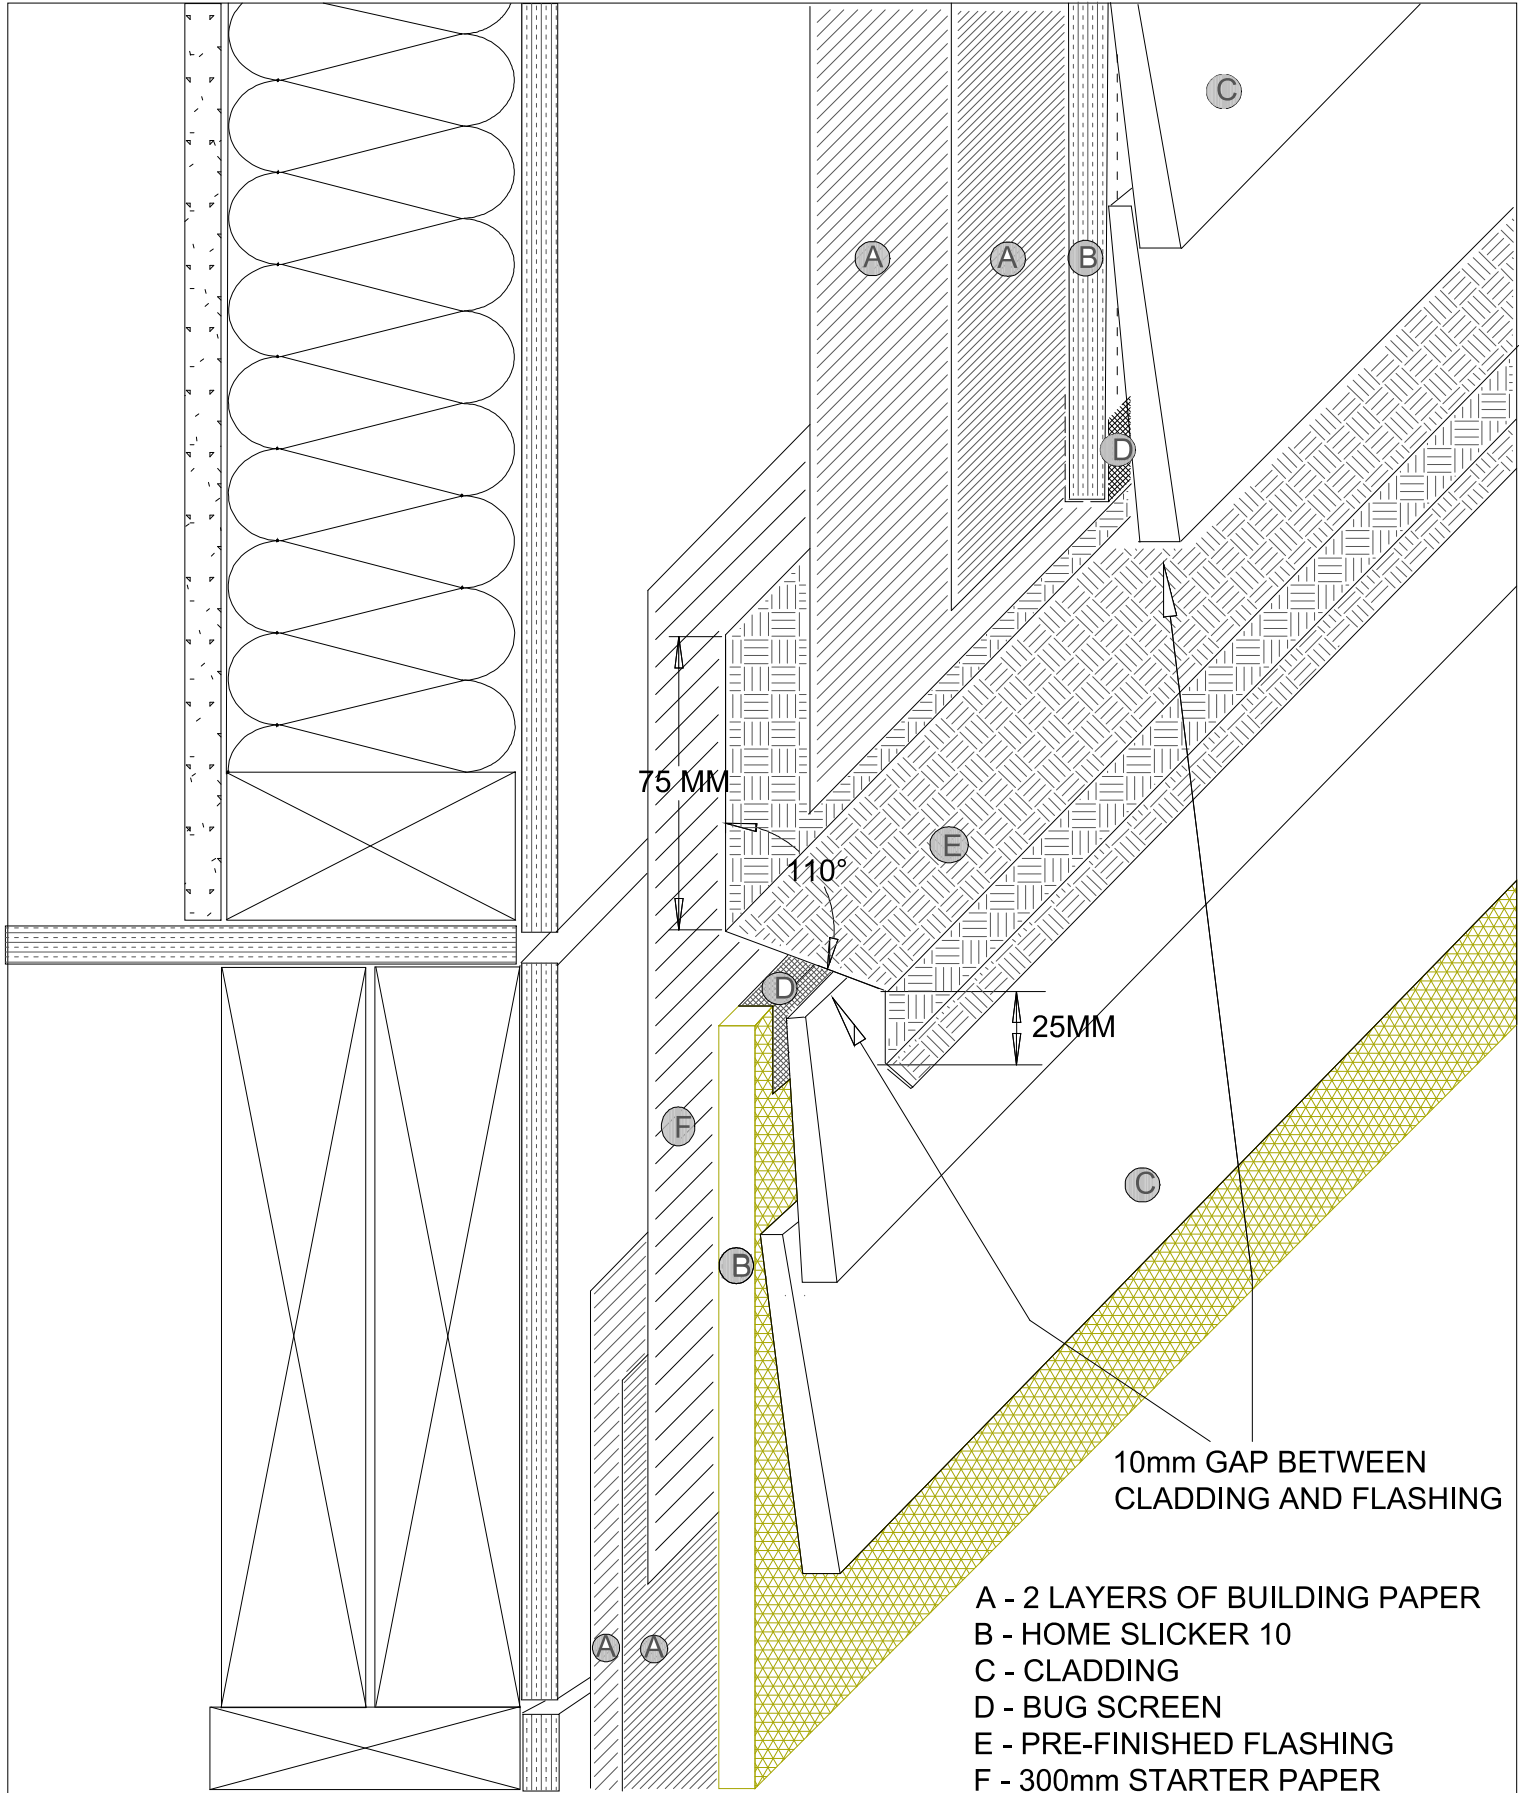 C
A A B
D
75 MM
110°
E
D
25MM
F
C
B
10mm GAP BETWEEN
CLADDING AND FLASHING
A - 2 LAYERS OF BUILDING PAPER
B - HOME SLICKER 10
A A
C - CLADDING
D - BUG SCREEN
E - PRE-FINISHED FLASHING
F - 300mm STARTER PAPER